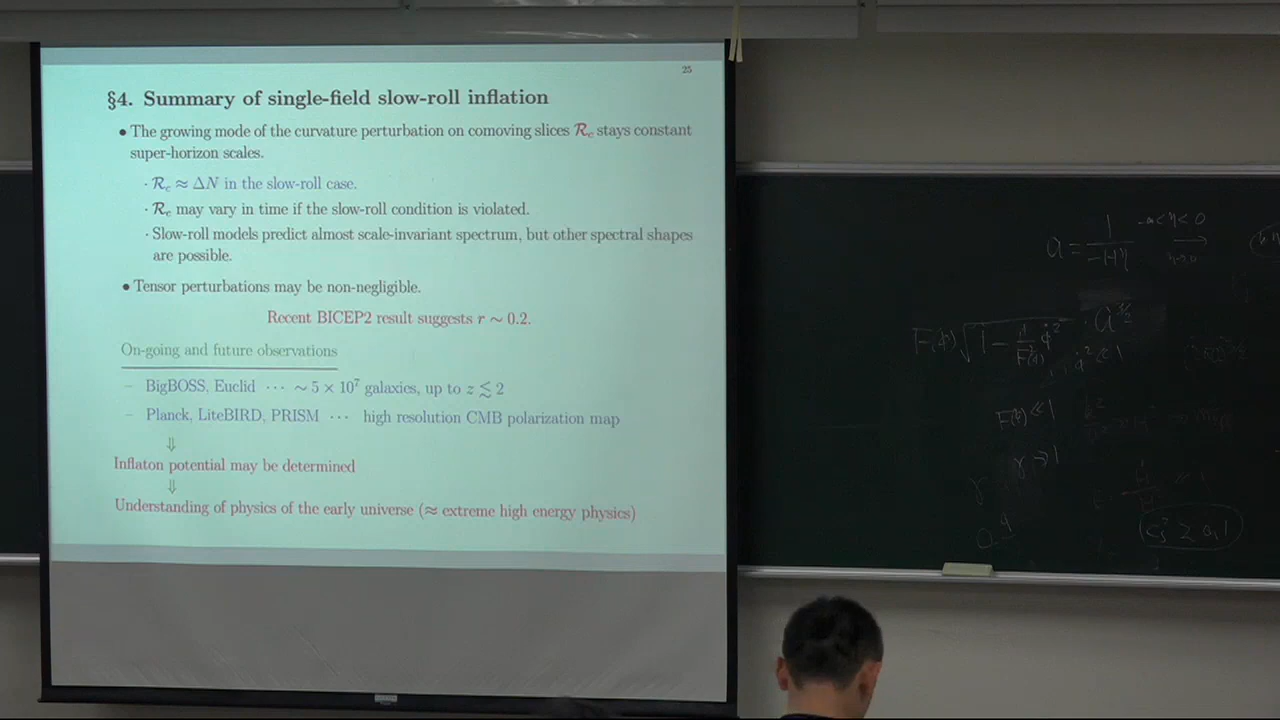 25
§4. Summary of single-field slow-roll inflation
• The growing mode of the curvature perturbation on comoving slices ℛc stays constant
super-horizon scales.
· ℛc ≈ ΔN in the slow-roll case.
· ℛc may vary in time if the slow-roll condition is violated.
· Slow-roll models predict almost scale-invariant spectrum, but other spectral shapes
are possible.
• Tensor perturbations may be non-negligible.
Recent BICEP2 result suggests r ∼ 0.2.
On-going and future observations
– BigBOSS, Euclid ⋯ ∼ 5 × 10⁷ galaxies, up to z ≲ 2
– Planck, LiteBIRD, PRISM ⋯ high resolution CMB polarization map
⇓
Inflaton potential may be determined
⇓
Understanding of physics of the early universe (≈ extreme high energy physics)
F(ϕ) ≪ 1